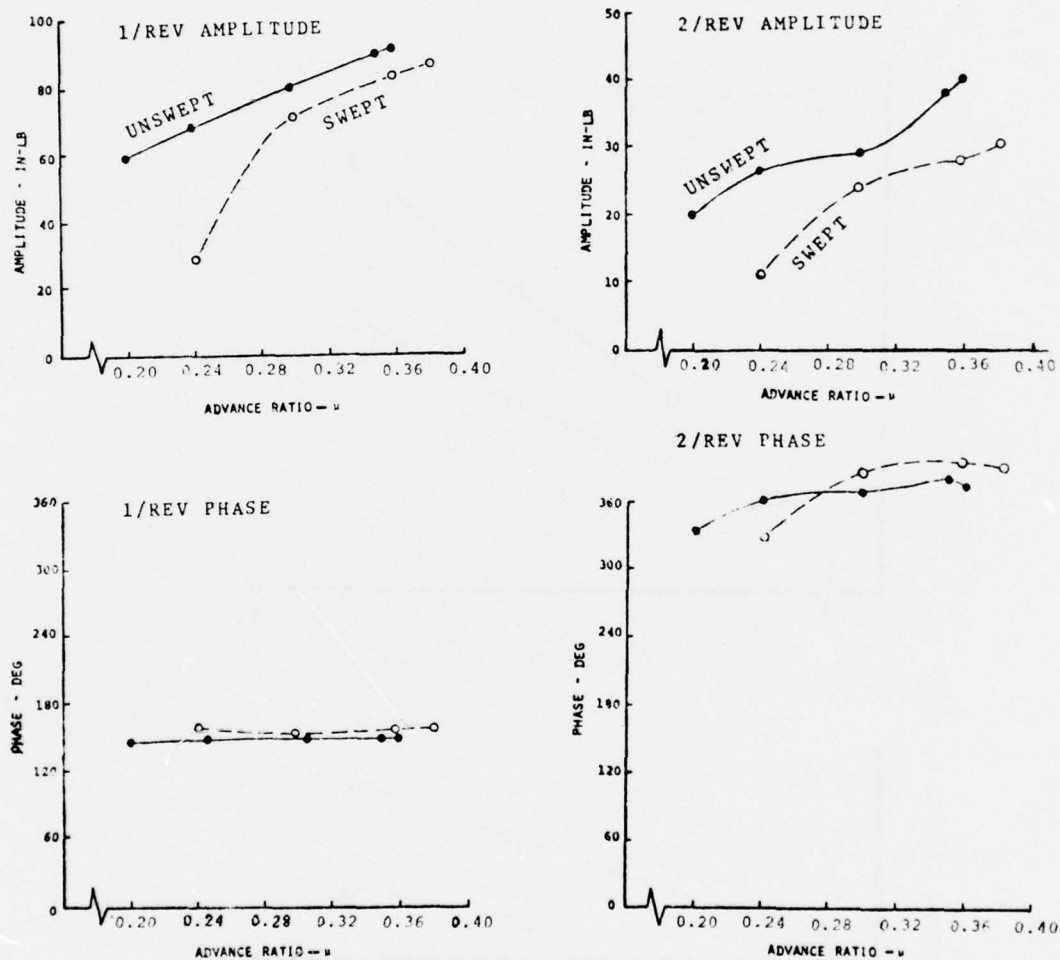 1/REV AMPLITUDE
100
80
60
40
20
0
AMPLITUDE - IN-LB
UNSWEPT
SWEPT
0.20 0.24 0.28 0.32 0.36 0.40
ADVANCE RATIO — μ
2/REV AMPLITUDE
50
40
30
20
10
0
AMPLITUDE - IN-LB
UNSWEPT
SWEPT
0.20 0.24 0.28 0.32 0.36 0.40
ADVANCE RATIO — μ
1/REV PHASE
360
300
240
180
120
60
0
PHASE - DEG
0.20 0.24 0.28 0.32 0.36 0.40
ADVANCE RATIO — μ
2/REV PHASE
360
300
240
180
120
60
0
PHASE - DEG
0.20 0.24 0.28 0.32 0.36 0.40
ADVANCE RATIO — μ